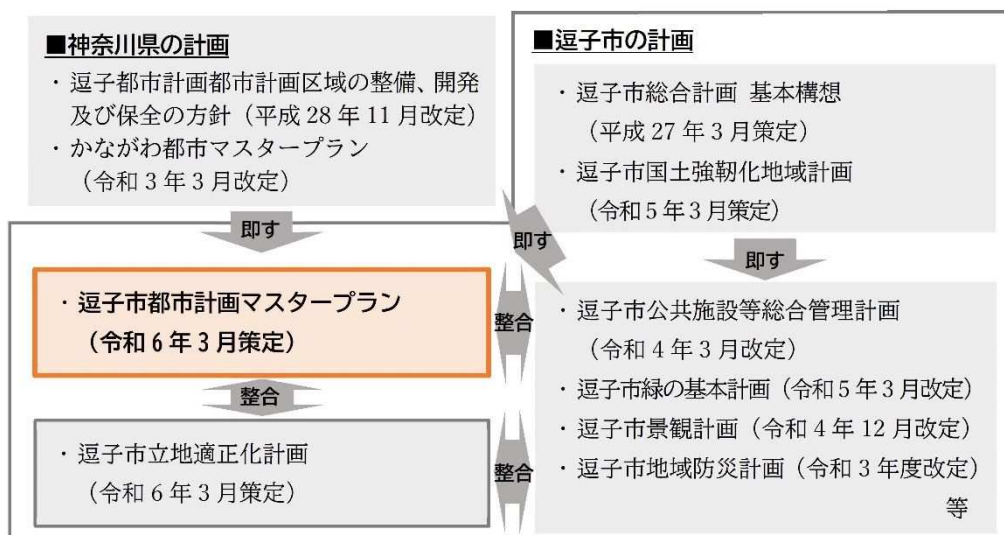 ■神奈川県の計画
・逗子都市計画都市計画区域の整備、開発
及び保全の方針（平成 28 年 11 月改定）
・かながわ都市マスタープラン
（令和 3 年 3 月改定）
即す
・逗子市都市計画マスタープラン
（令和 6 年 3 月策定）
整合
・逗子市立地適正化計画
（令和 6 年 3 月策定）
即す
整合
整合
■逗子市の計画
・逗子市総合計画 基本構想
（平成 27 年 3 月策定）
・逗子市国土強靭化地域計画
（令和 5 年 3 月策定）
即す
・逗子市公共施設等総合管理計画
（令和 4 年 3 月改定）
・逗子市緑の基本計画（令和 5 年 3 月改定）
・逗子市景観計画（令和 4 年 12 月改定）
・逗子市地域防災計画（令和 3 年度改定）
等